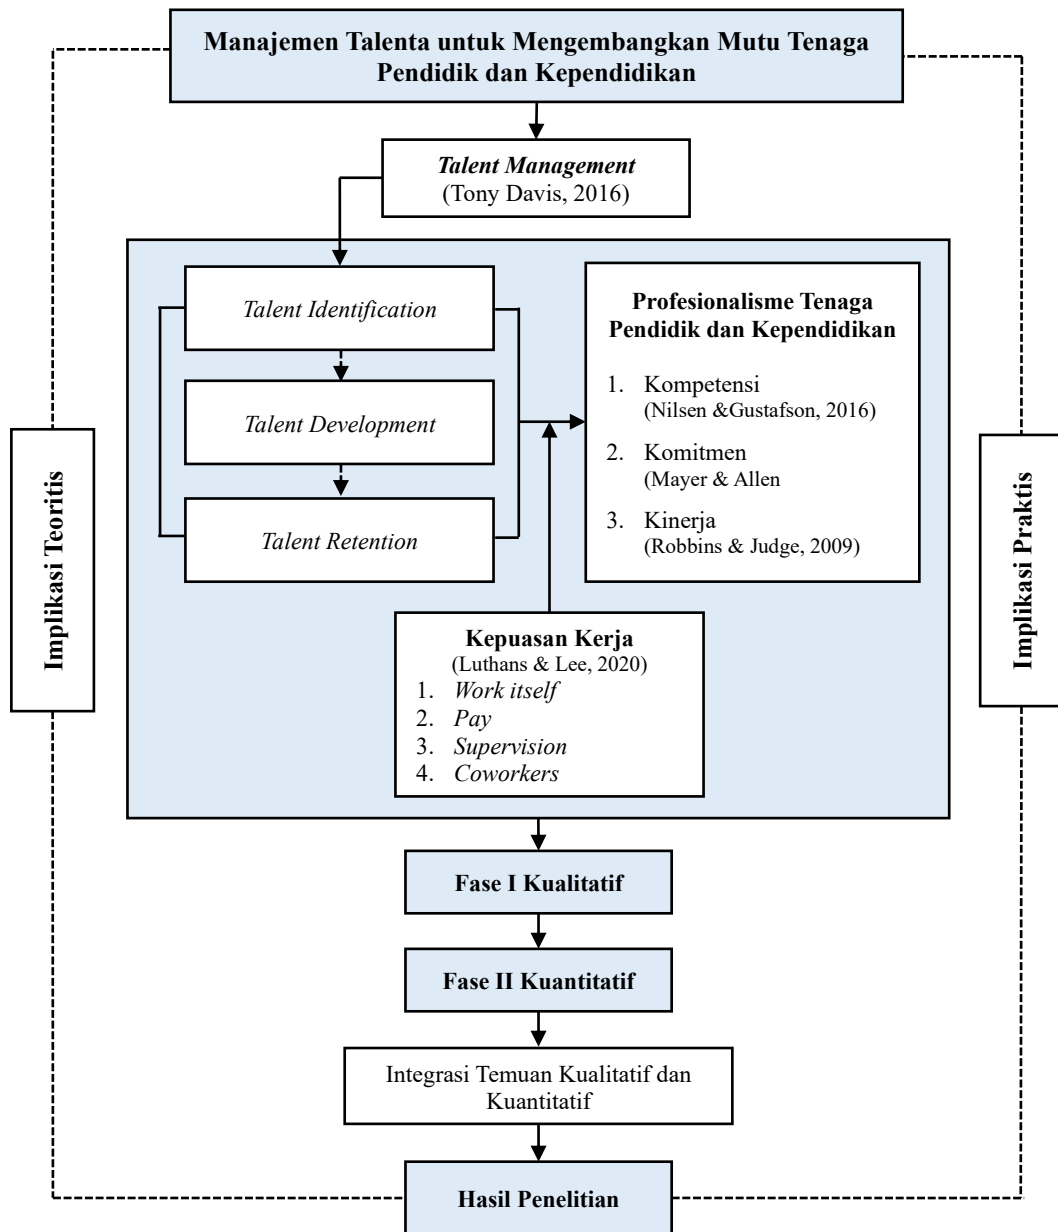 Manajemen Talenta untuk Mengembangkan Mutu Tenaga
Pendidik dan Kependidikan
Talent Management
(Tony Davis, 2016)
Talent Identification
Talent Development
Talent Retention
Profesionalisme Tenaga
Pendidik dan Kependidikan
1. Kompetensi
(Nilsen &Gustafson, 2016)
2. Komitmen
(Mayer & Allen
3. Kinerja
(Robbins & Judge, 2009)
Kepuasan Kerja
(Luthans & Lee, 2020)
1. Work itself
2. Pay
3. Supervision
4. Coworkers
Implikasi Teoritis
Implikasi Praktis
Fase I Kualitatif
Fase II Kuantitatif
Integrasi Temuan Kualitatif dan
Kuantitatif
Hasil Penelitian